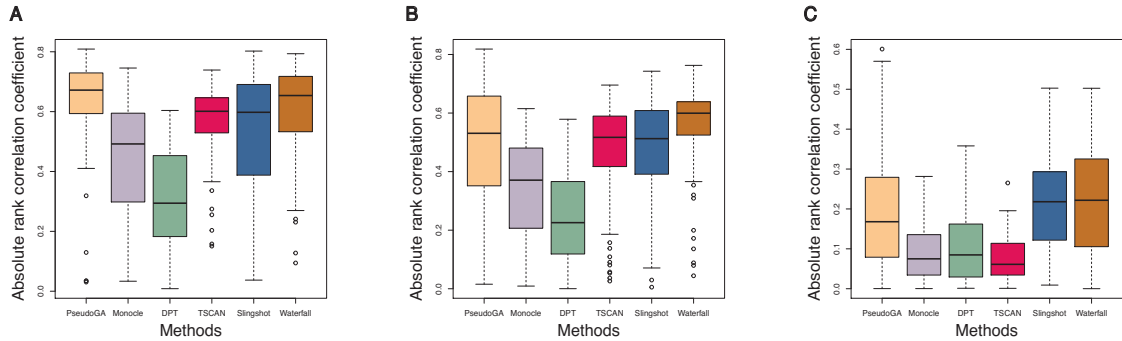 A
Absolute rank correlation coefficient
0.8
0.6
0.4
0.2
0.0
PseudoGA Monocle DPT TSCAN Slingshot Waterfall
Methods
B
Absolute rank correlation coefficient
0.8
0.6
0.4
0.2
0.0
PseudoGA Monocle DPT TSCAN Slingshot Waterfall
Methods
C
Absolute rank correlation coefficient
0.6
0.5
0.4
0.3
0.2
0.1
0.0
PseudoGA Monocle DPT TSCAN Slingshot Waterfall
Methods